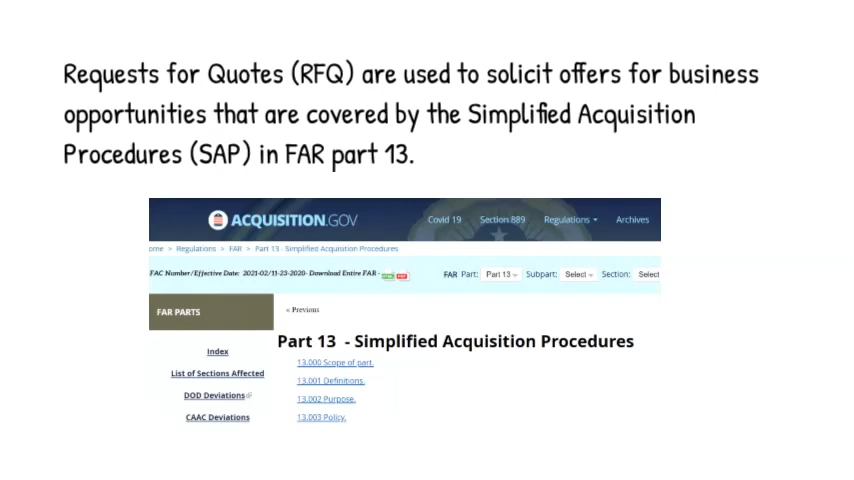 Requests for Quotes (RFQ) are used to solicit offers for business
opportunities that are covered by the Simplified Acquisition
Procedures (SAP) in FAR part 13.
ACQUISITION.GOV
Covid 19 Section 889 Regulations Archives
ome > Regulations > FAR > Part 13 - Simplified Acquisition Procedures
FAC Number/Effective Date: 2021-02/11-23-2020- Download Entire FAR -
FAR Part: Part 13 Subpart: Select Section: Select
FAR PARTS
« Previous
Part 13 - Simplified Acquisition Procedures
Index
13.000 Scope of part.
List of Sections Affected
13.001 Definitions.
DOD Deviations
13.002 Purpose.
CAAC Deviations
13.003 Policy.